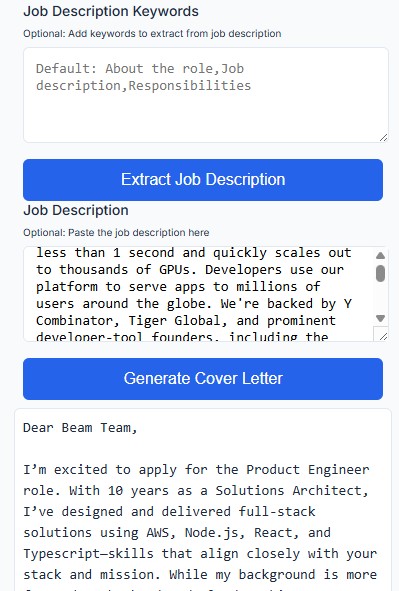 Job Description Keywords
Optional: Add keywords to extract from job description
Default: About the role,Job
description,Responsibilities
Extract Job Description
Job Description
Optional: Paste the job description here
less than 1 second and quickly scales out
to thousands of GPUs. Developers use our
platform to serve apps to millions of
users around the globe. We're backed by Y
Combinator, Tiger Global, and prominent
developer-tool founders, including the
Generate Cover Letter
Dear Beam Team,
I’m excited to apply for the Product Engineer
role. With 10 years as a Solutions Architect,
I’ve designed and delivered full-stack
solutions using AWS, Node.js, React, and
Typescript—skills that align closely with your
stack and mission. While my background is more